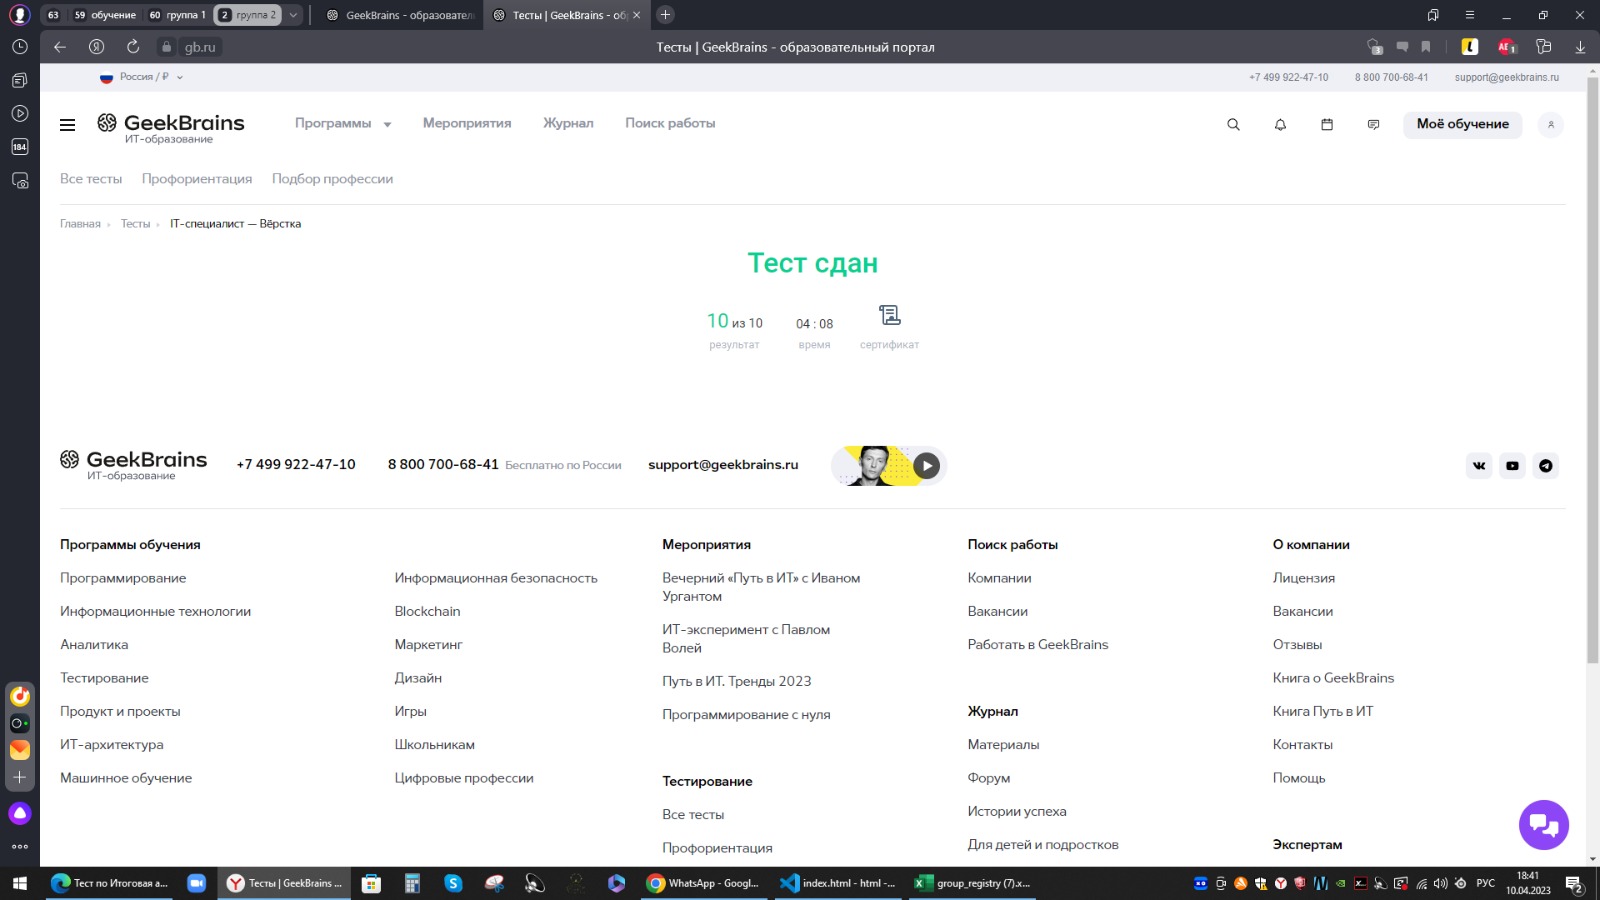 63
59 обучение
60 группа 1
2 группа 2
GeekBrains - образовател
Тесты | GeekBrains - об
gb.ru
Тесты | GeekBrains - образовательный портал
3
1
184
Россия / ₽
+7 499 922-47-10
8 800 700-68-41
support@geekbrains.ru
GeekBrains
ИТ-образование
Программы
Мероприятия
Журнал
Поиск работы
Моё обучение
Все тесты
Профориентация
Подбор профессии
Главная
Тесты
IT-специалист — Вёрстка
Тест сдан
10 из 10
результат
04 : 08
время
сертификат
GeekBrains
ИТ-образование
+7 499 922-47-10
8 800 700-68-41 Бесплатно по России
support@geekbrains.ru
Программы обучения
Программирование
Информационные технологии
Аналитика
Тестирование
Продукт и проекты
ИТ-архитектура
Машинное обучение
Информационная безопасность
Blockchain
Маркетинг
Дизайн
Игры
Школьникам
Цифровые профессии
Мероприятия
Вечерний «Путь в ИТ» с Иваном
Ургантом
ИТ-эксперимент с Павлом
Волей
Путь в ИТ. Тренды 2023
Программирование с нуля
Тестирование
Все тесты
Профориентация
Поиск работы
Компании
Вакансии
Работать в GeekBrains
Журнал
Материалы
Форум
Истории успеха
Для детей и подростков
О компании
Лицензия
Вакансии
Отзывы
Книга о GeekBrains
Книга Путь в ИТ
Контакты
Помощь
Экспертам
Тест по Итоговая а...
Тесты | GeekBrains ...
WhatsApp - Googl...
index.html - html -...
group_registry (7).x...
РУС
18:41
10.04.2023
2